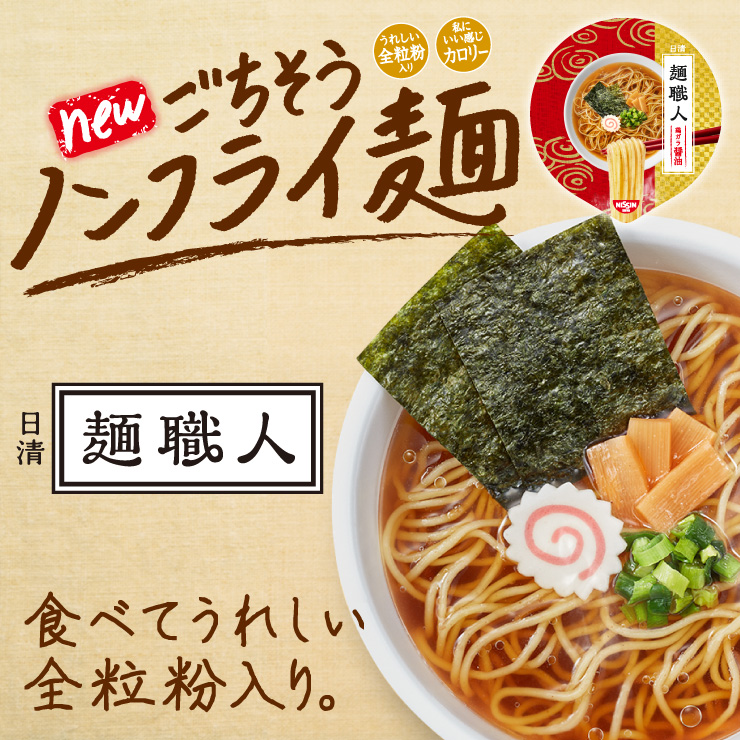 new
ごちそう
ノンフライ麺
うれしい
全粒粉
入り
私に
いい感じ
カロリー
日清
麺職人
鶏ガラ醤油
NISSIN
日清
麺職人
食べてうれしい
全粒粉入り。